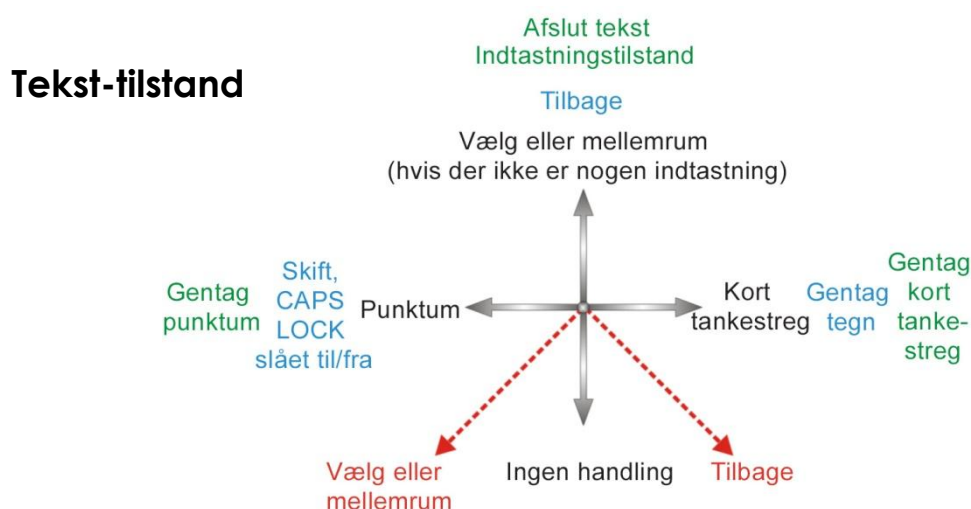 Tekst-tilstand
Afslut tekst
Indtastningstilstand
Tilbage
Vælg eller mellemrum
(hvis der ikke er nogen indtastning)
Gentag
punktum
Skift,
CAPS
LOCK
slået til/fra
Punktum
Kort
tankestreg
Gentag
tegn
Gentag
kort
tanke-
streg
Vælg eller
mellemrum
Ingen handling
Tilbage